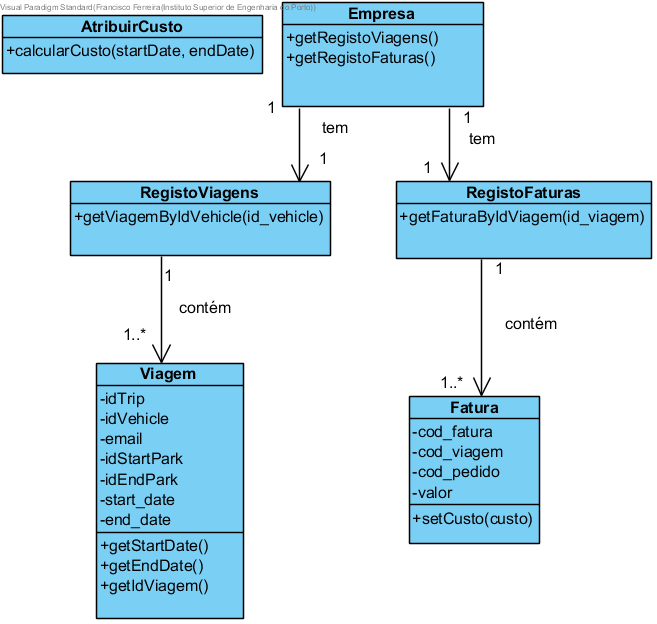 Visual Paradigm Standard(Francisco Ferreira(Instituto Superior de Engenharia do Porto))
AtribuirCusto
+calcularCusto(startDate, endDate)
Empresa
+getRegistoViagens()
+getRegistoFaturas()
1
tem
1
1
tem
1
RegistoViagens
+getViagemByIdVehicle(id_vehicle)
RegistoFaturas
+getFaturaByIdViagem(id_viagem)
1
contém
1..*
1
contém
1..*
Viagem
-idTrip
-idVehicle
-email
-idStartPark
-idEndPark
-start_date
-end_date
+getStartDate()
+getEndDate()
+getIdViagem()
Fatura
-cod_fatura
-cod_viagem
-cod_pedido
-valor
+setCusto(custo)